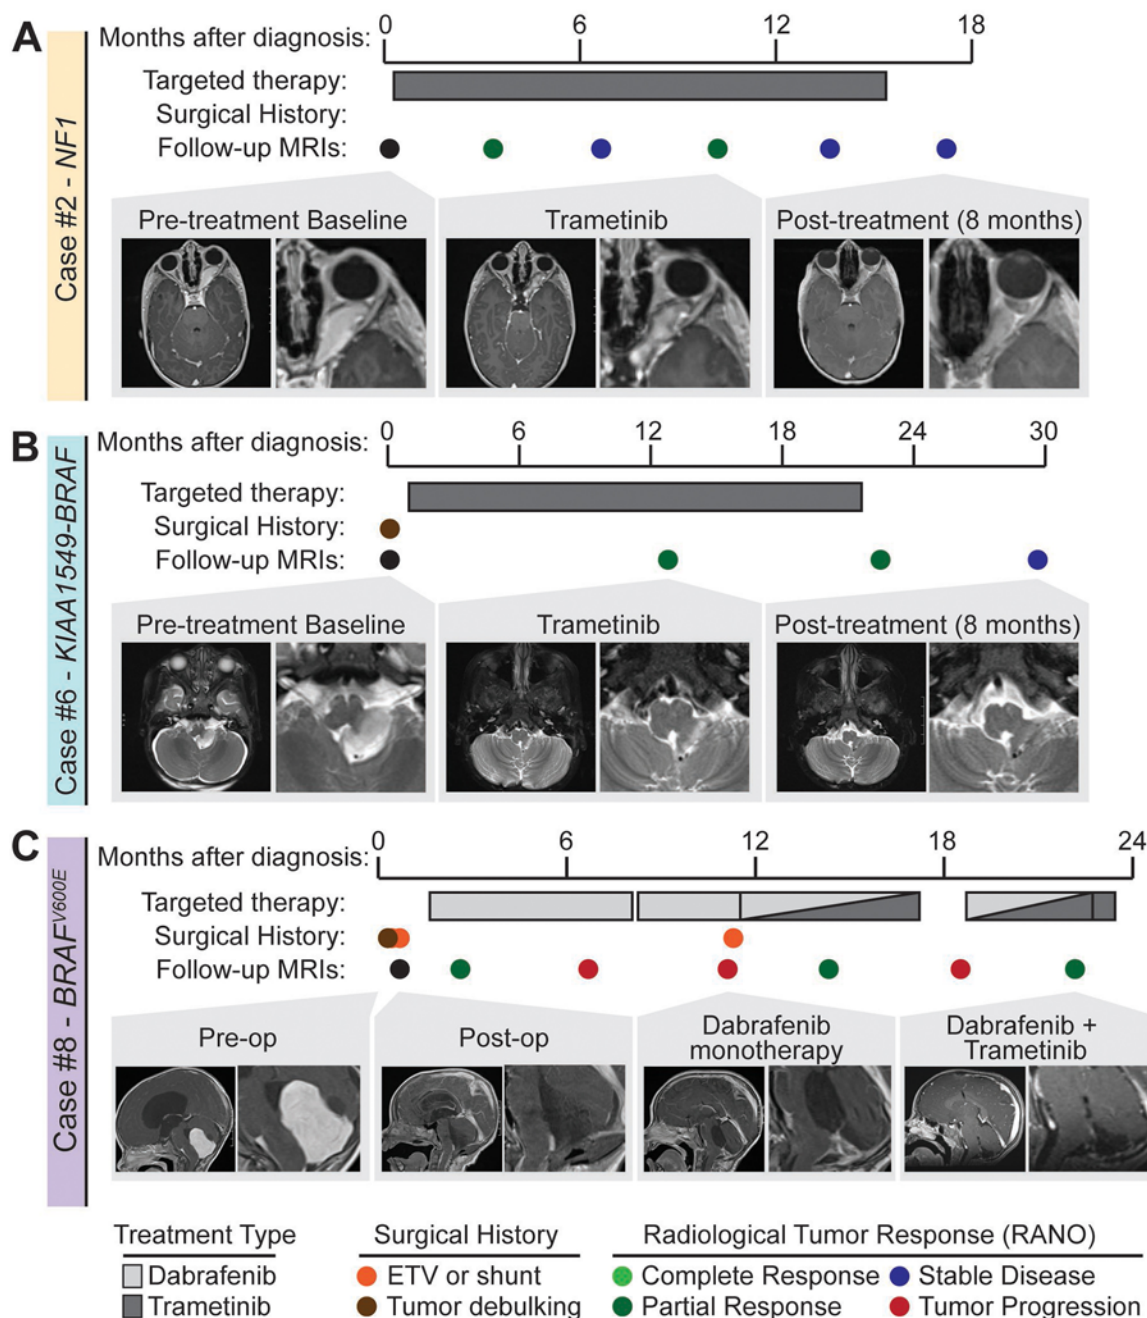 A
Case #2 - NF1
Months after diagnosis: 0 6 12 18
Targeted therapy:
Surgical History:
Follow-up MRIs:
Pre-treatment Baseline
Trametinib
Post-treatment (8 months)
B
Case #6 - KIAA1549-BRAF
Months after diagnosis: 0 6 12 18 24 30
Targeted therapy:
Surgical History:
Follow-up MRIs:
Pre-treatment Baseline
Trametinib
Post-treatment (8 months)
C
Case #8 - BRAFV600E
Months after diagnosis: 0 6 12 18 24
Targeted therapy:
Surgical History:
Follow-up MRIs:
Pre-op
Post-op
Dabrafenib
monotherapy
Dabrafenib +
Trametinib
Treatment Type
Dabrafenib
Trametinib
Surgical History
ETV or shunt
Tumor debulking
Radiological Tumor Response (RANO)
Complete Response
Partial Response
Stable Disease
Tumor Progression